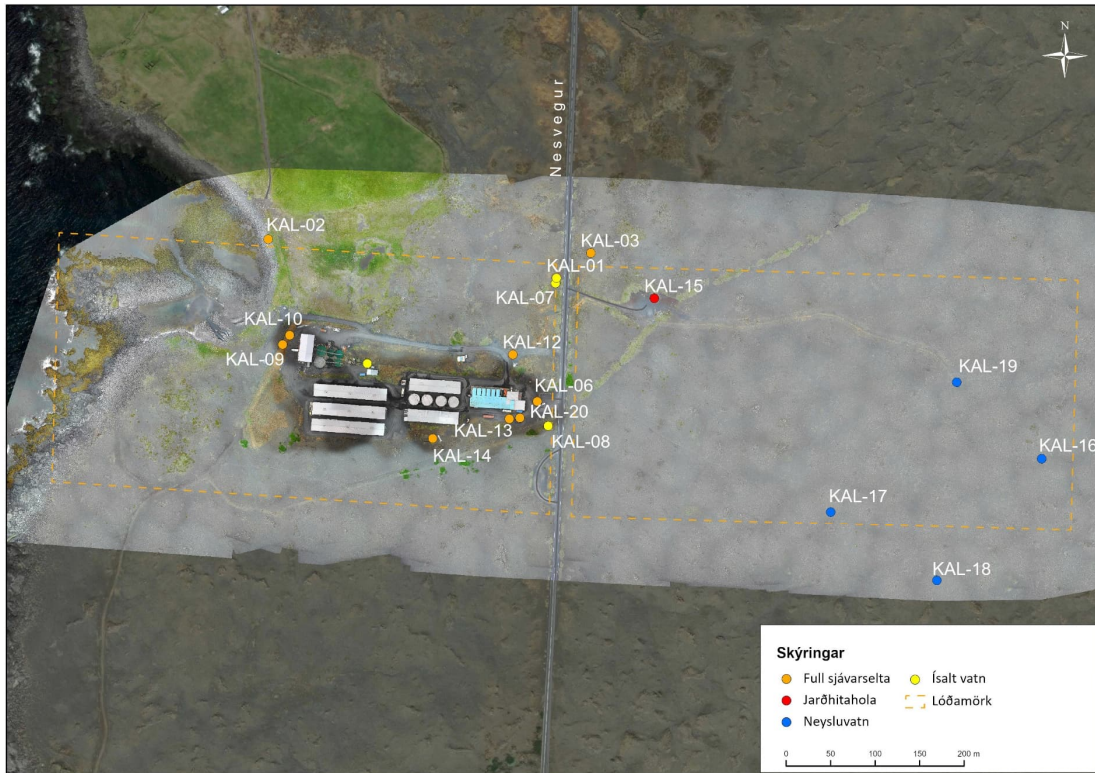 N
Nesvegur
KAL-02
KAL-03
KAL-01
KAL-15
KAL-07
KAL-10
KAL-12
KAL-09
KAL-19
KAL-06
KAL-20
KAL-13
KAL-08
KAL-14
KAL-16
KAL-17
KAL-18
Skýringar
Full sjávarselta
Ísalt vatn
Jarðhitahola
Lóðamörk
Neysluvatn
0 50 100 150 200 m